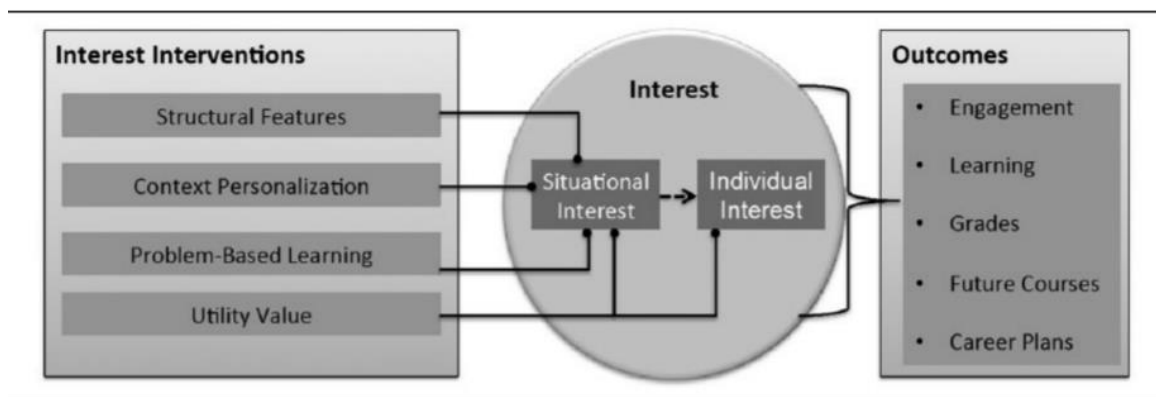 Interest Interventions
Structural Features
Context Personalization
Problem-Based Learning
Utility Value
Interest
Situational
Interest
Individual
Interest
Outcomes
• Engagement
• Learning
• Grades
• Future Courses
• Career Plans